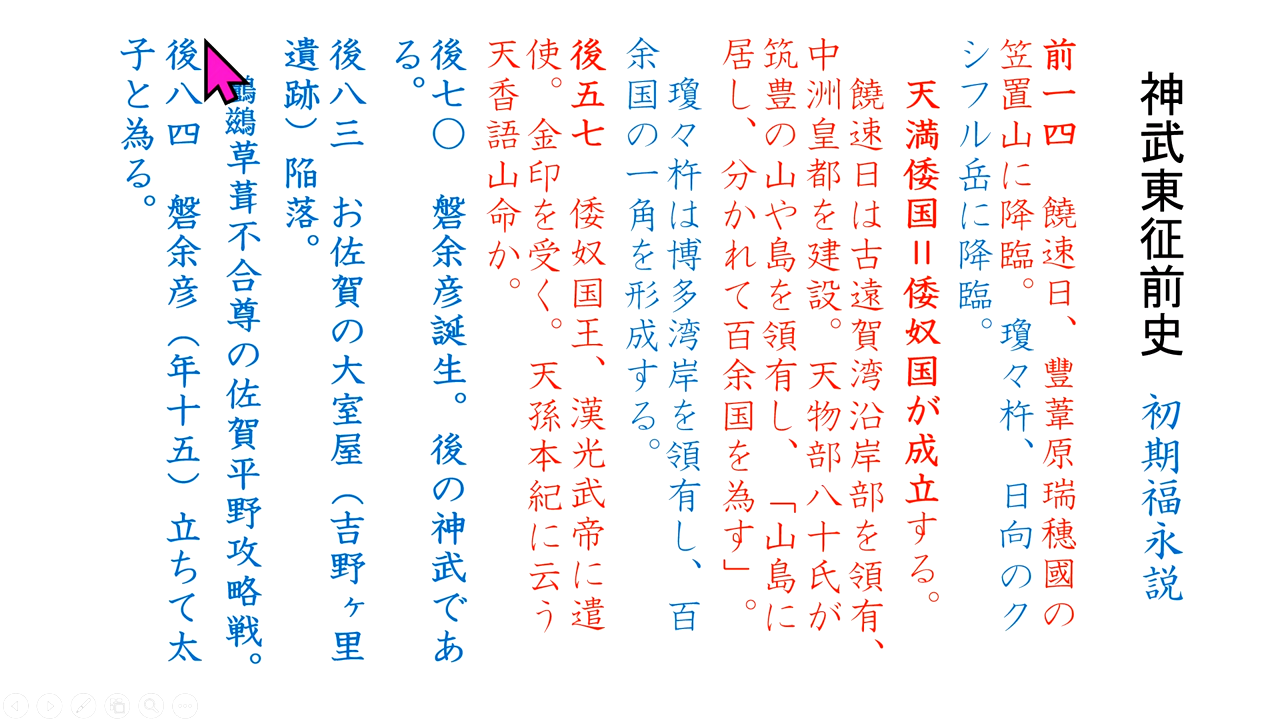 神武東征前史　初期福永説
前一四　饒速日、豐葦原瑞穗國の
笠置山に降臨。瓊々杵、日向のク
シフル岳に降臨。
天満倭国＝倭奴国が成立する。
饒速日は古遠賀湾沿岸部を領有、
中洲皇都を建設。天物部八十氏が
筑豊の山や島を領有し、「山島に
居し、分かれて百余国を為す」。
瓊々杵は博多湾岸を領有し、百
余国の一角を形成する。
後五七　倭奴国王、漢光武帝に遣
使。金印を受く。天孫本紀に云う
天香語山命か。
後七〇　磐余彦誕生。後の神武であ
る。
後八三　お佐賀の大室屋（吉野ヶ里
遺跡）陥落。
鸕鷀草葺不合尊の佐賀平野攻略戦。
後八四　磐余彦（年十五）立ちて太
子と為る。